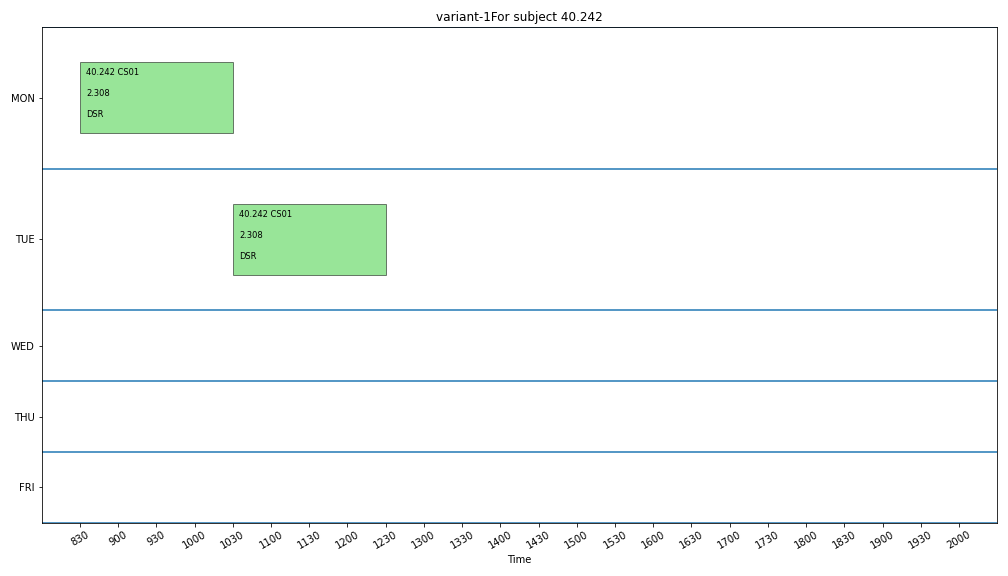 variant-1For subject 40.242
MON
40.242 CS01
2.308
DSR
TUE
40.242 CS01
2.308
DSR
WED
THU
FRI
830 900 930 1000 1030 1100 1130 1200 1230 1300 1330 1400 1430 1500 1530 1600 1630 1700 1730 1800 1830 1900 1930 2000
Time